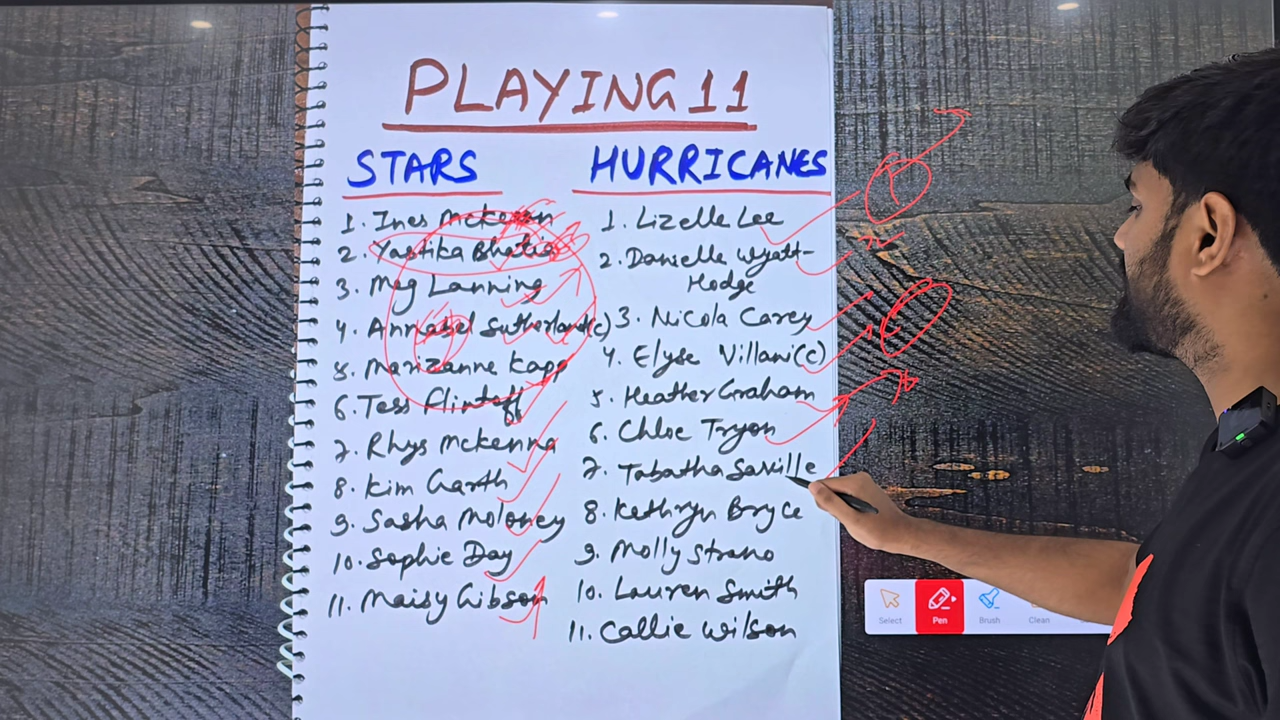 PLAYING 11
STARS
1. Ines McKeon
2. Yastika Bhatia
3. Meg Lanning
4. Annabel Sutherland(c)
5. Marizanne Kapp
6. Tess Flintoff
7. Rhys McKenna
8. Kim Garth
9. Sasha Moloney
10. Sophie Day
11. Maisy Gibson
HURRICANES
1. Lizelle Lee
2. Danielle Wyatt-
Hodge
3. Nicola Carey
4. Elyse Villani(c)
5. Heather Graham
6. Chloe Tryon
7. Tabatha Saville
8. Kathryn Bryce
9. Molly Strano
10. Lauren Smith
11. Callie Wilson
Select
Pen
Brush
Clean